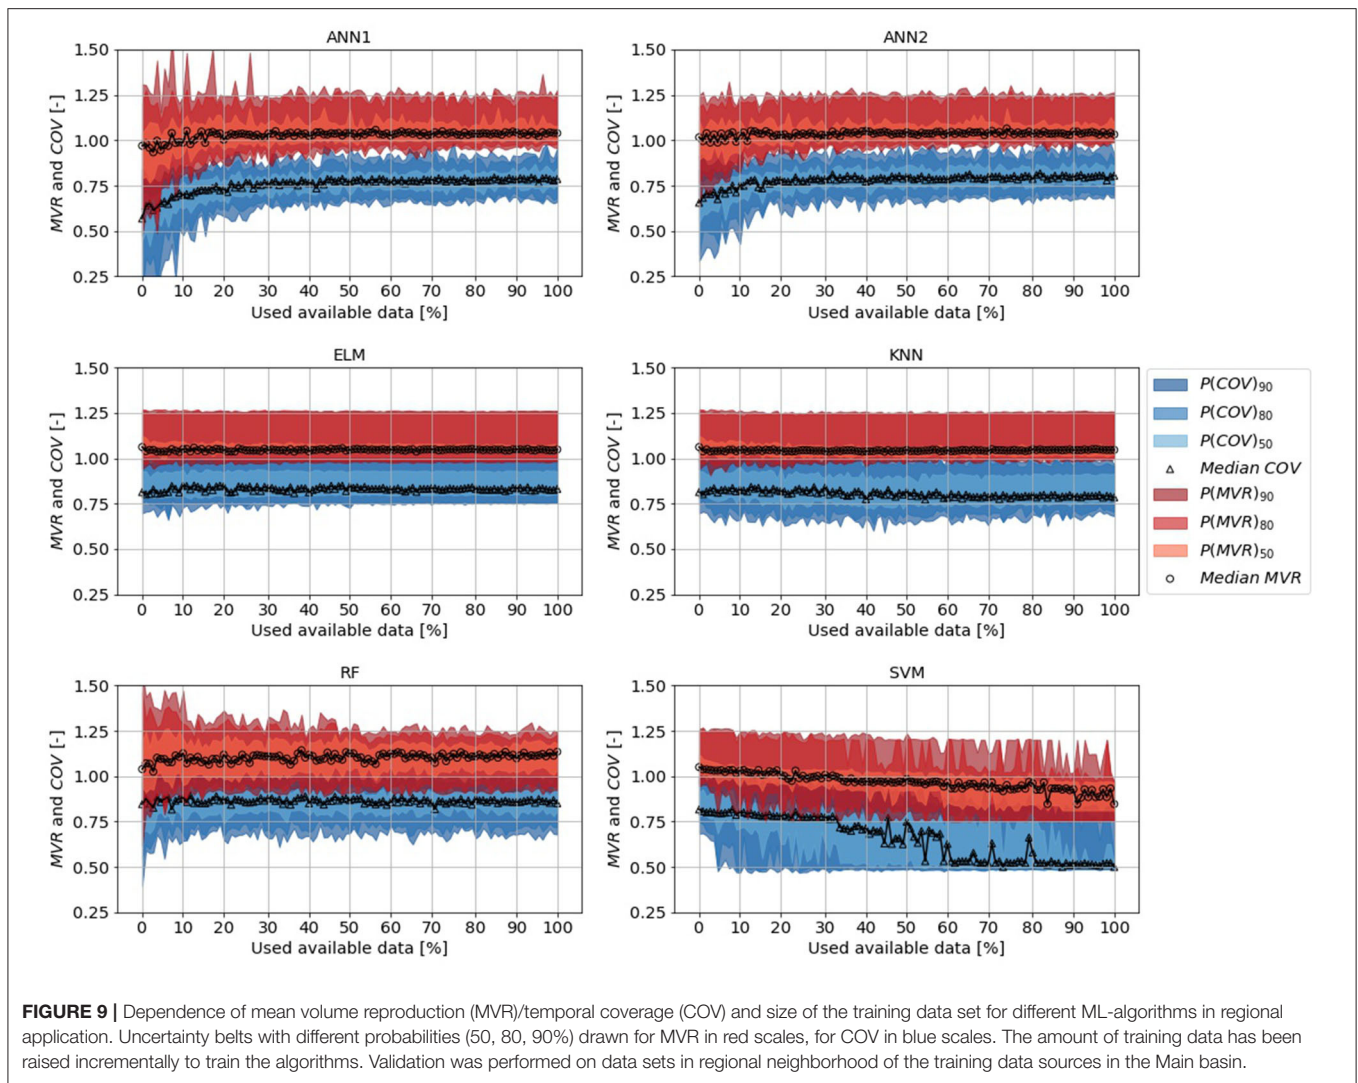 ANN1
1.50
1.25
1.00
0.75
0.50
0.25
MVR and COV [-]
0 10 20 30 40 50 60 70 80 90 100
Used available data [%]
ANN2
1.50
1.25
1.00
0.75
0.50
0.25
MVR and COV [-]
0 10 20 30 40 50 60 70 80 90 100
Used available data [%]
ELM
1.50
1.25
1.00
0.75
0.50
0.25
MVR and COV [-]
0 10 20 30 40 50 60 70 80 90 100
Used available data [%]
KNN
1.50
1.25
1.00
0.75
0.50
0.25
MVR and COV [-]
0 10 20 30 40 50 60 70 80 90 100
Used available data [%]
P(COV)90
P(COV)80
P(COV)50
Median COV
P(MVR)90
P(MVR)80
P(MVR)50
Median MVR
RF
1.50
1.25
1.00
0.75
0.50
0.25
MVR and COV [-]
0 10 20 30 40 50 60 70 80 90 100
Used available data [%]
SVM
1.50
1.25
1.00
0.75
0.50
0.25
MVR and COV [-]
0 10 20 30 40 50 60 70 80 90 100
Used available data [%]
FIGURE 9 | Dependence of mean volume reproduction (MVR)/temporal coverage (COV) and size of the training data set for different ML-algorithms in regional
application. Uncertainty belts with different probabilities (50, 80, 90%) drawn for MVR in red scales, for COV in blue scales. The amount of training data has been
raised incrementally to train the algorithms. Validation was performed on data sets in regional neighborhood of the training data sources in the Main basin.